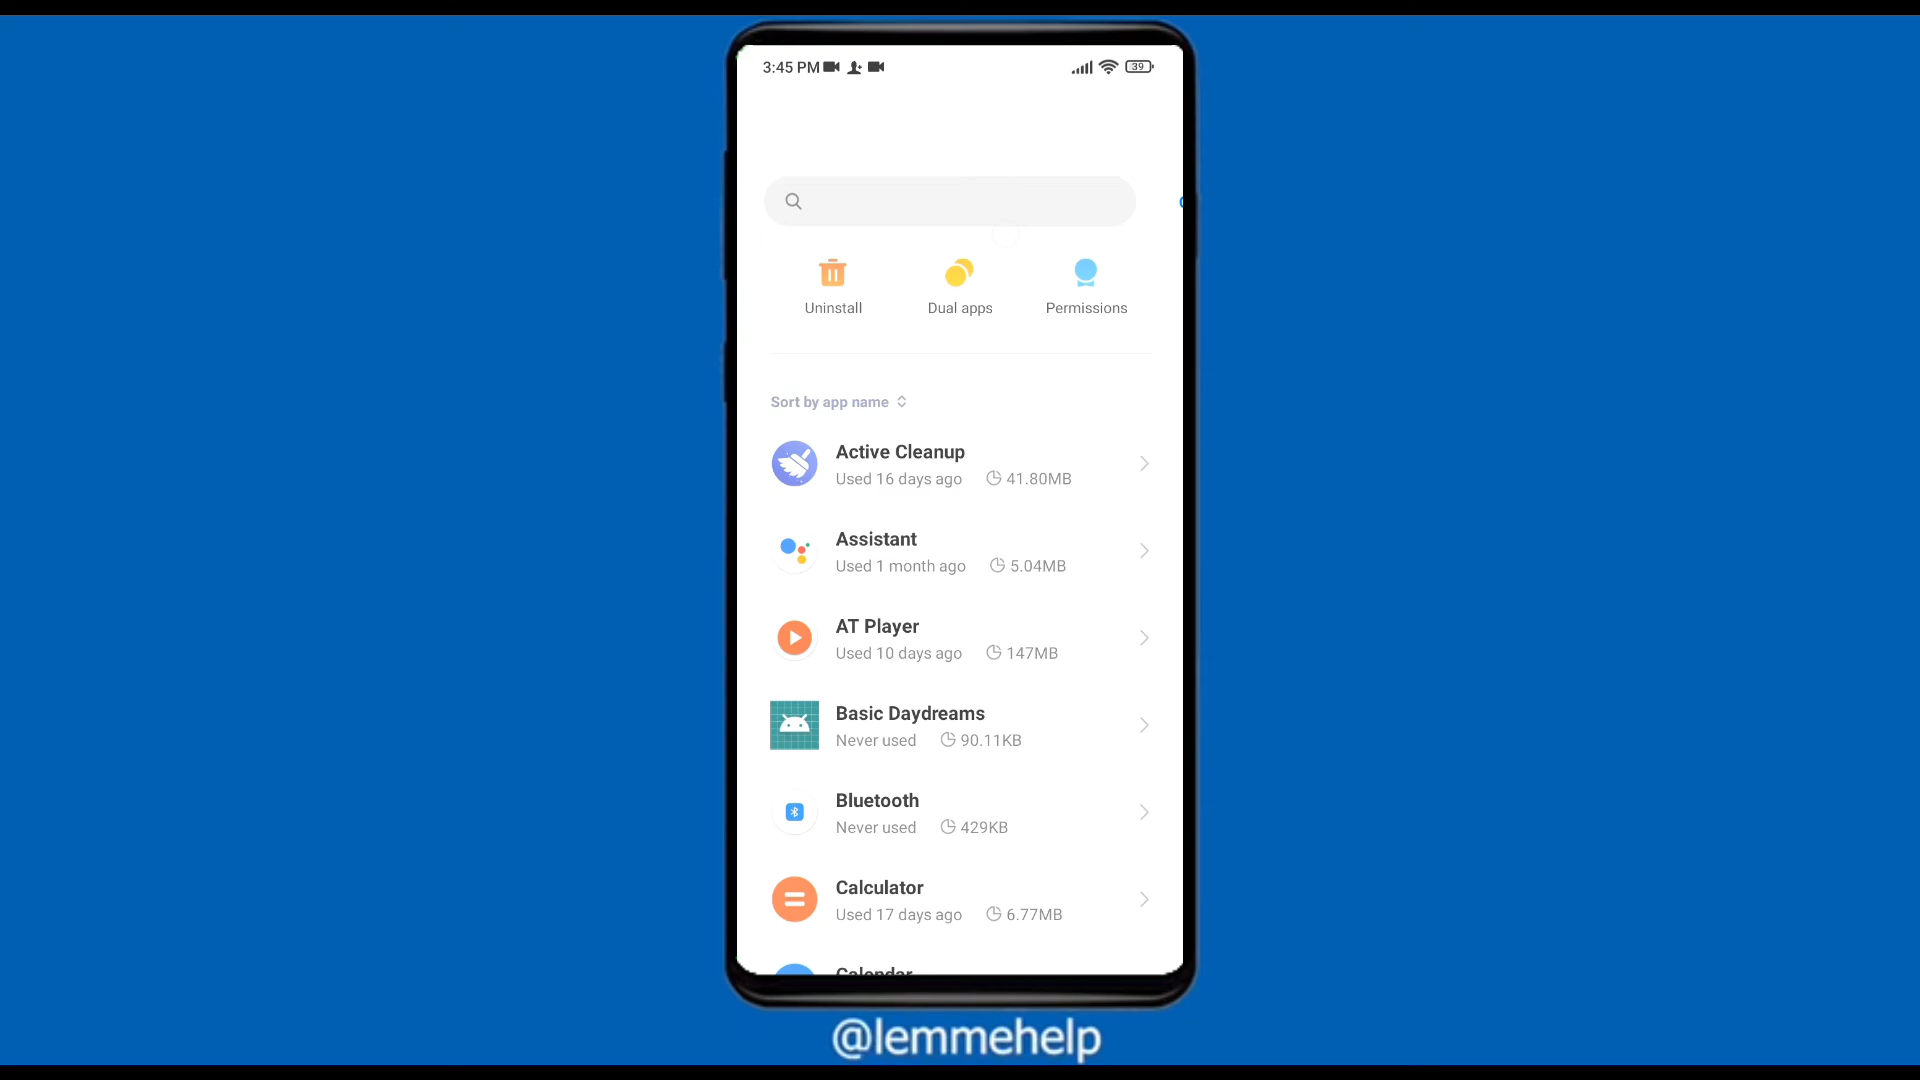 3:45 PM
39
Uninstall
Dual apps
Permissions
Sort by app name
Active Cleanup
Used 16 days ago 41.80MB
Assistant
Used 1 month ago 5.04MB
AT Player
Used 10 days ago 147MB
Basic Daydreams
Never used 90.11KB
Bluetooth
Never used 429KB
Calculator
Used 17 days ago 6.77MB
Calendar
@lemmehelp